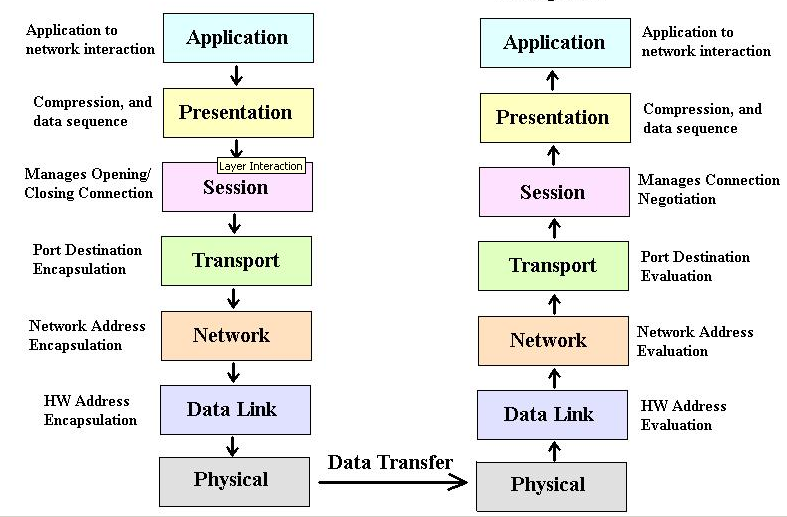 Application to
network interaction
Application
Compression, and
data sequence
Presentation
Layer Interaction
Manages Opening/
Closing Connection
Session
Port Destination
Encapsulation
Transport
Network Address
Encapsulation
Network
HW Address
Encapsulation
Data Link
Physical
Data Transfer
Application
Application to
network interaction
Presentation
Compression, and
data sequence
Session
Manages Connection
Negotiation
Transport
Port Destination
Evaluation
Network
Network Address
Evaluation
Data Link
HW Address
Evaluation
Physical